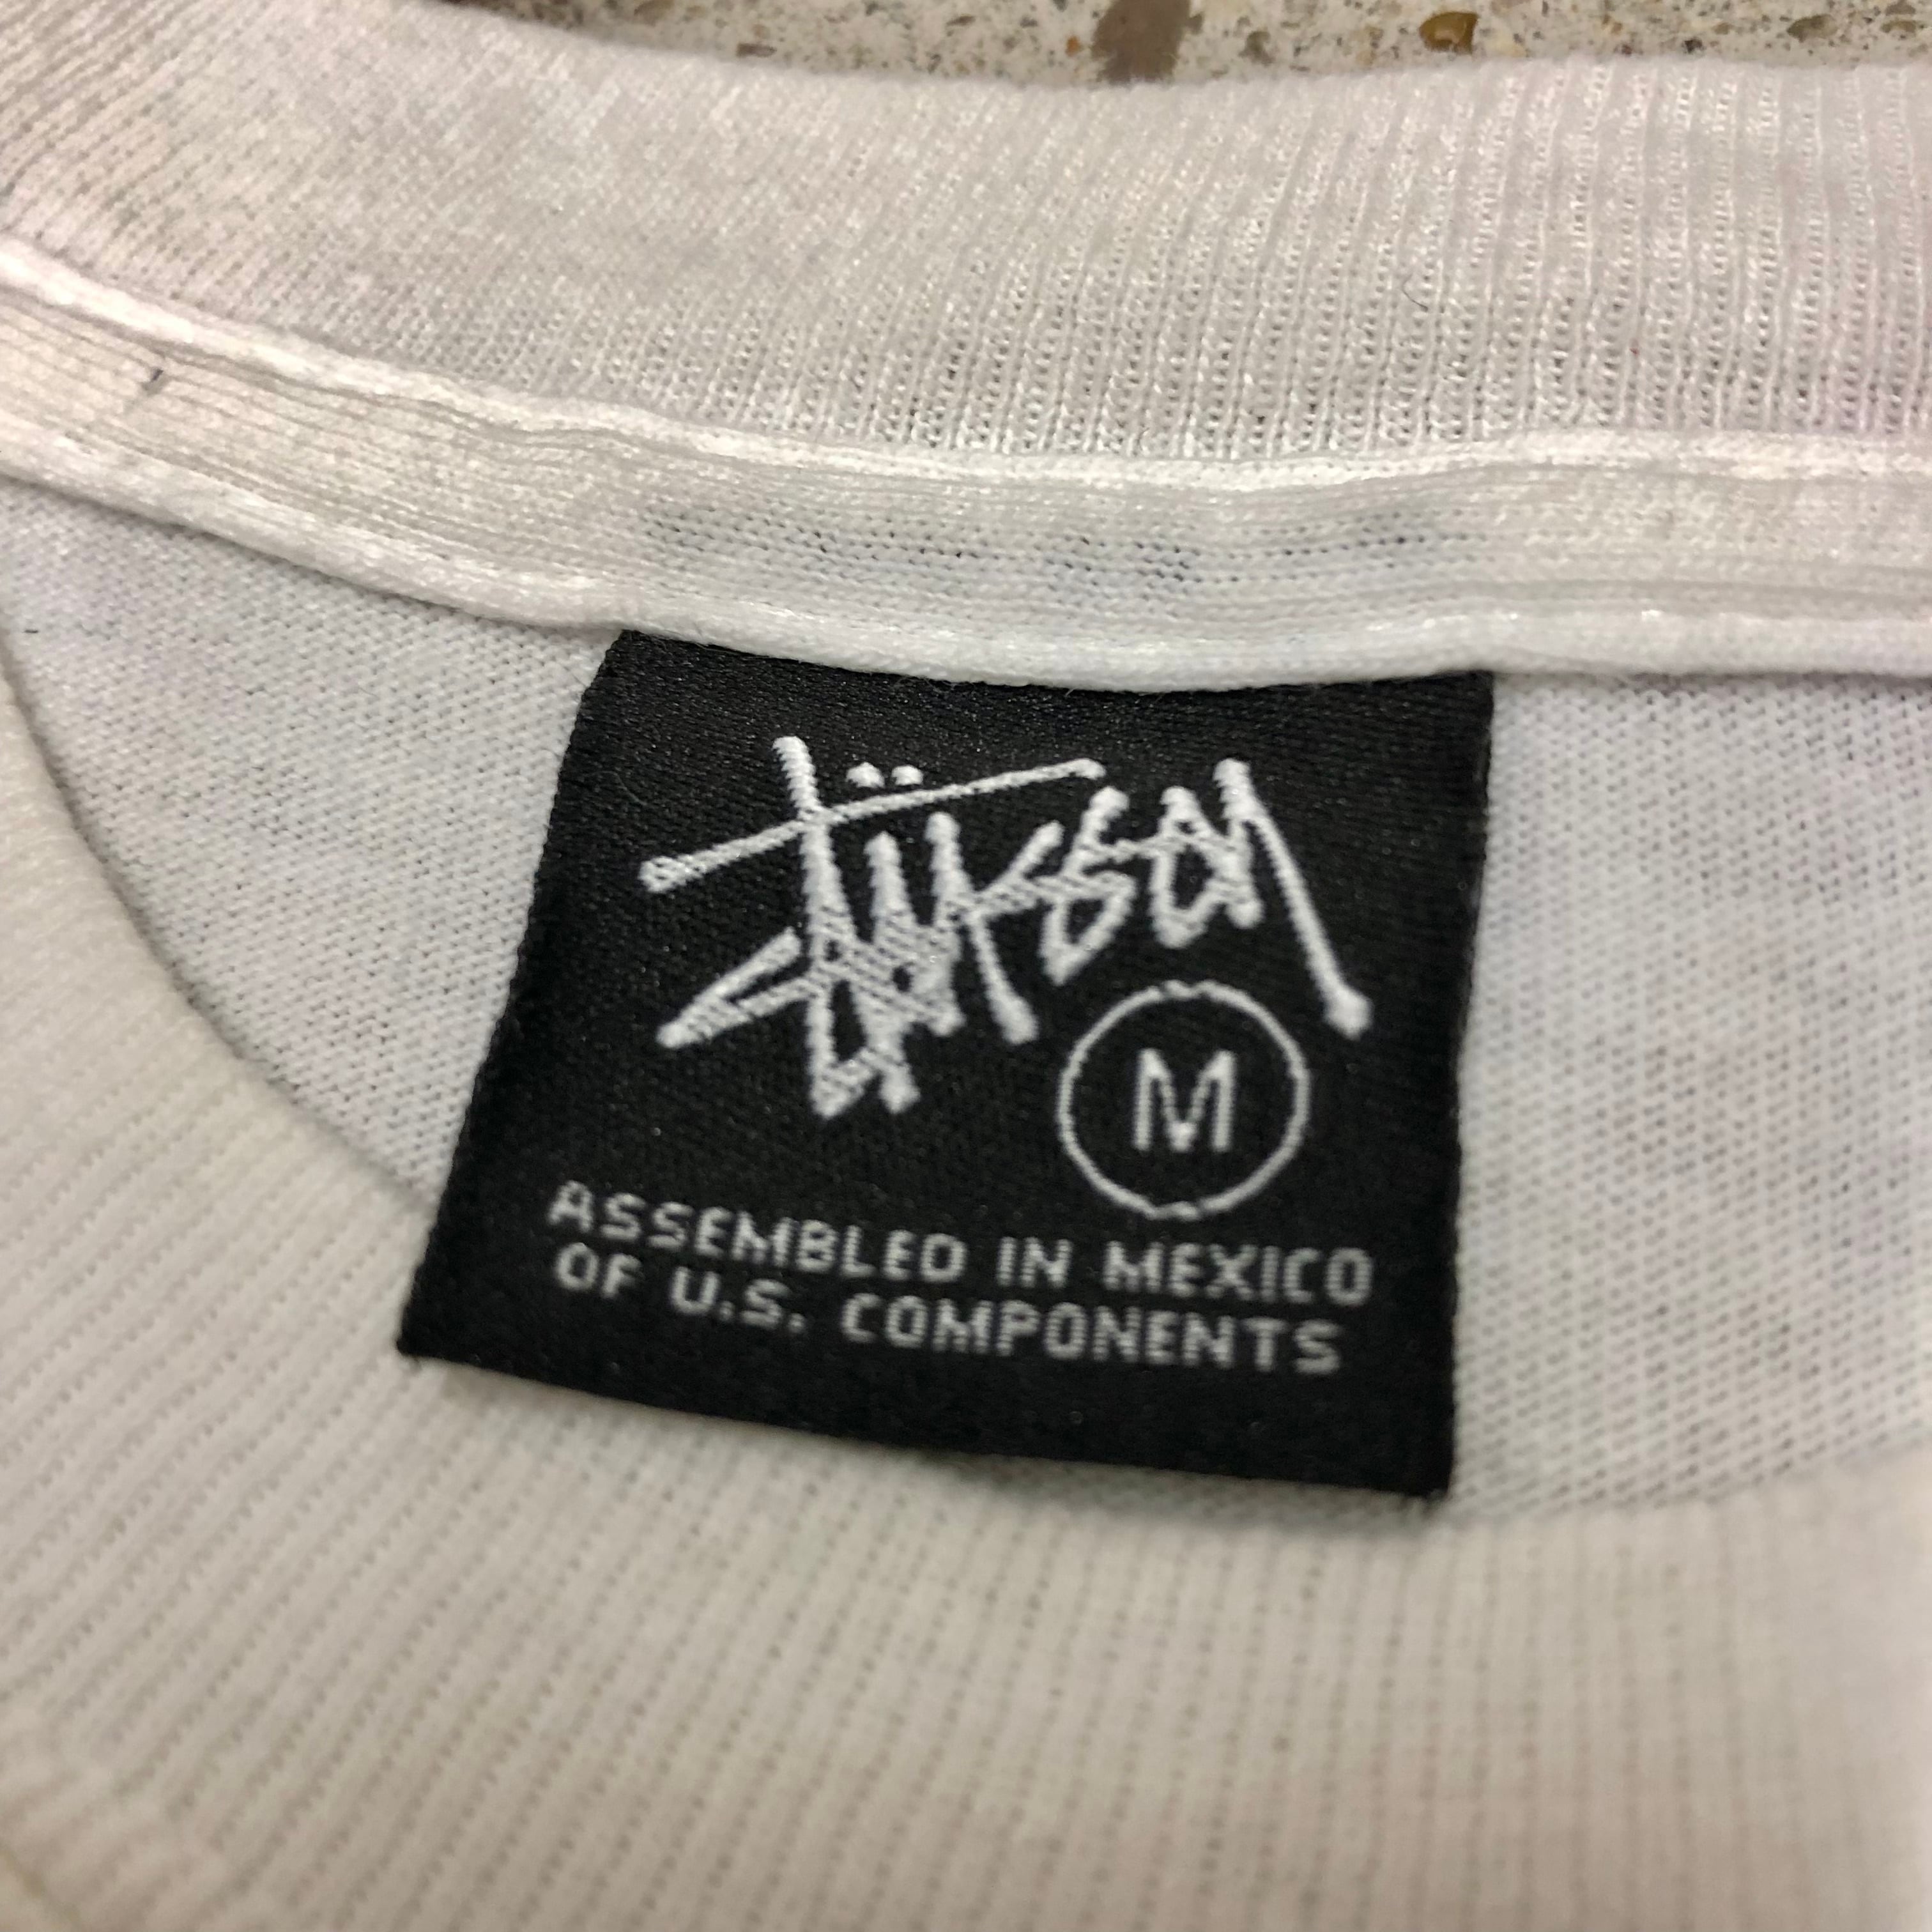 Stüssy
M
ASSEMBLED IN MEXICO
OF U.S. COMPONENTS